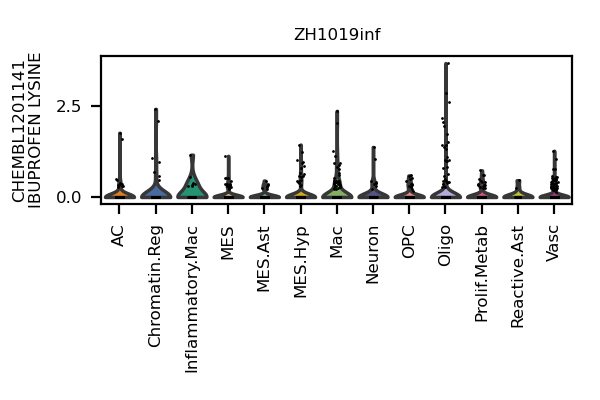 ZH1019inf
CHEMBL1201141
IBUPROFEN LYSINE
2.5
0.0
AC
Chromatin.Reg
Inflammatory.Mac
MES
MES.Ast
MES.Hyp
Mac
Neuron
OPC
Oligo
Prolif.Metab
Reactive.Ast
Vasc